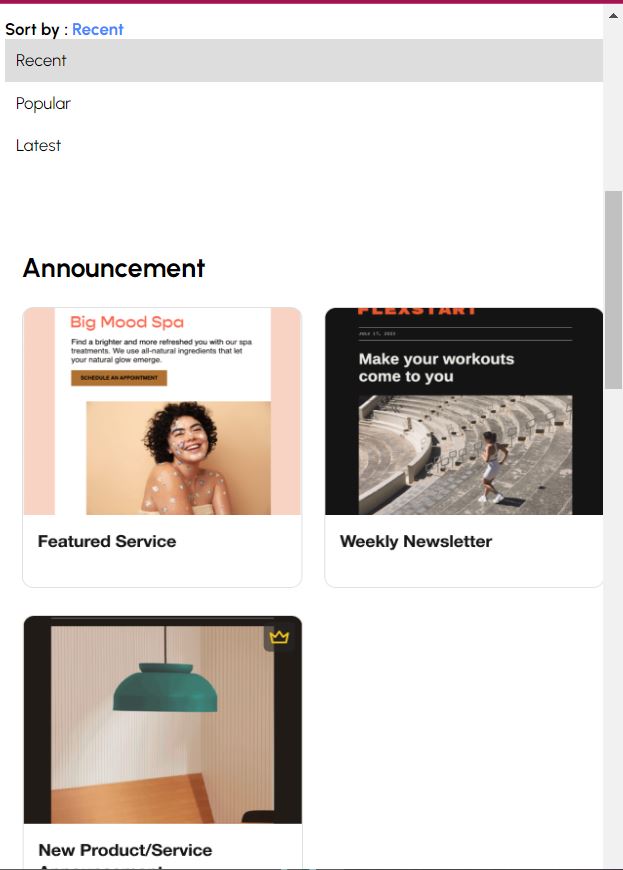 Sort by : Recent
Recent
Popular
Latest
Announcement
Big Mood Spa
Find a brighter and more refreshed you with our spa
treatments. We use all-natural ingredients that let
your natural glow emerge.
SCHEDULE AN APPOINTMENT
FLEXSTART
JULY 17, 2023
Make your workouts
come to you
Featured Service
Weekly Newsletter
New Product/Service
Announcement